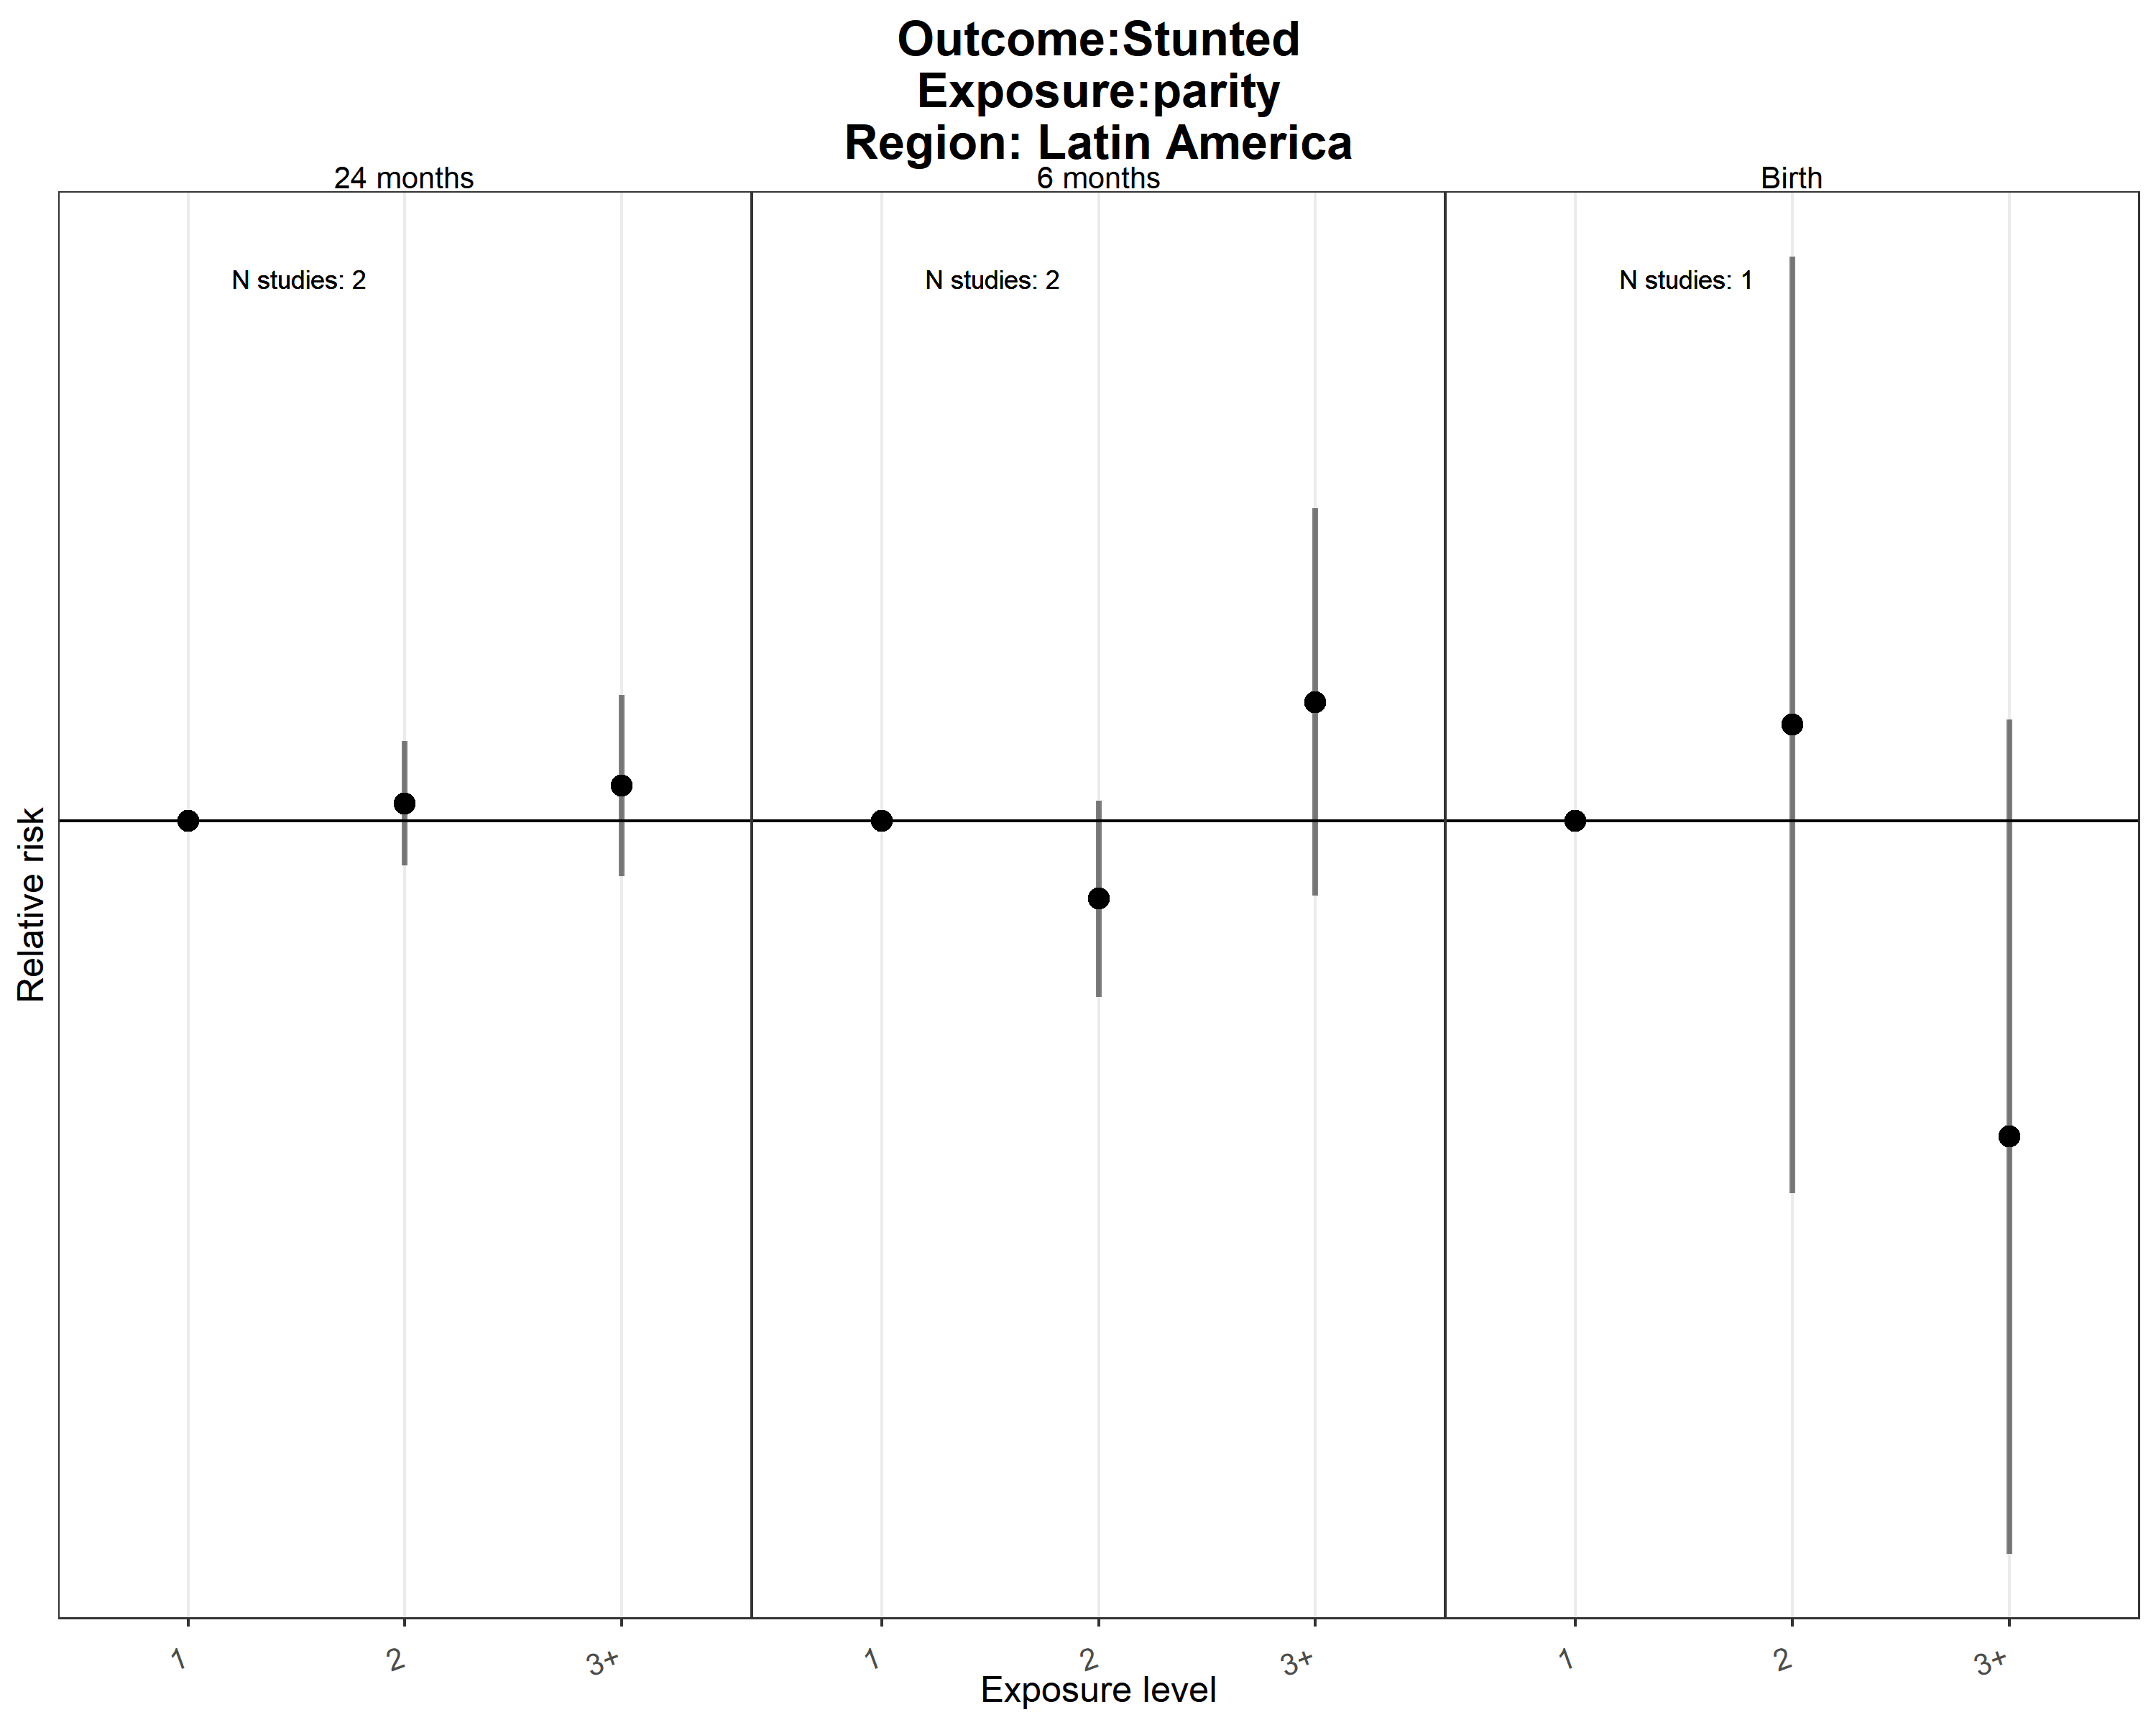 Outcome:Stunted
Exposure:parity
Region: Latin America
24 months
6 months
Birth
N studies: 2
N studies: 2
N studies: 1
Relative risk
1
2
3+
1
2
3+
1
2
3+
Exposure level